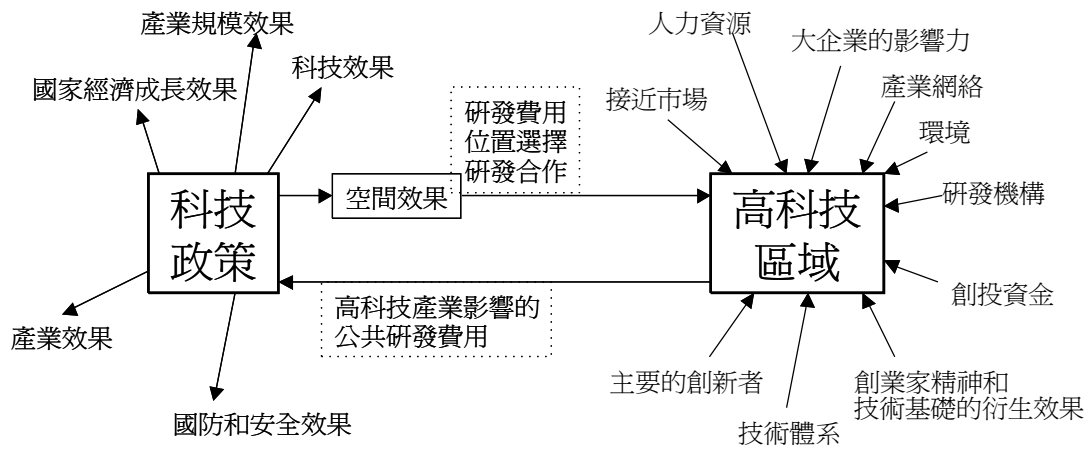 產業規模效果
科技效果
國家經濟成長效果
科技
政策
空間效果
研發費用
位置選擇
研發合作
產業效果
國防和安全效果
高科技產業影響的
公共研發費用
人力資源
大企業的影響力
接近市場
產業網絡
環境
高科技
區域
研發機構
創投資金
主要的創新者
技術體系
創業家精神和
技術基礎的衍生效果